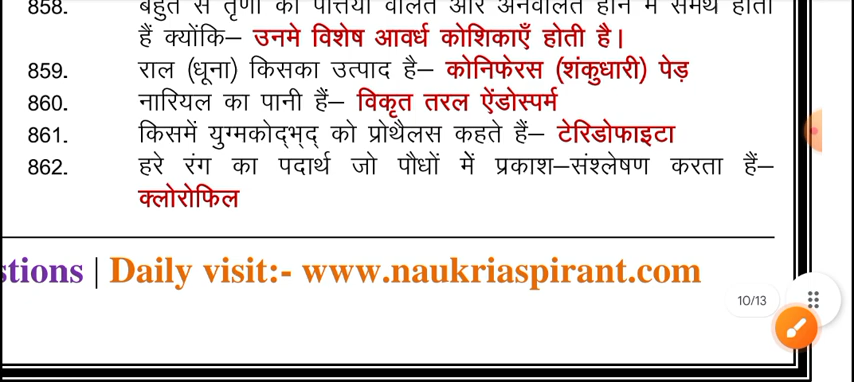 858. बहुत से तृणों की पत्तियाँ वलित और अनवलित होने में समर्थ होती
हैं क्योंकि– उनमे विशेष आवर्ध कोशिकाएँ होती है।
859. राल (धूना) किसका उत्पाद है– कोनिफेरस (शंकुधारी) पेड़
860. नारियल का पानी हैं– विकृत तरल ऐंडोस्पर्म
861. किसमें युग्मकोद्भ्द् को प्रोथैलस कहते हैं– टेरिडोफाइटा
862. हरे रंग का पदार्थ जो पौधों में प्रकाश–संश्लेषण करता हैं–
क्लोरोफिल
stions | Daily visit:- www.naukriaspirant.com
10/13